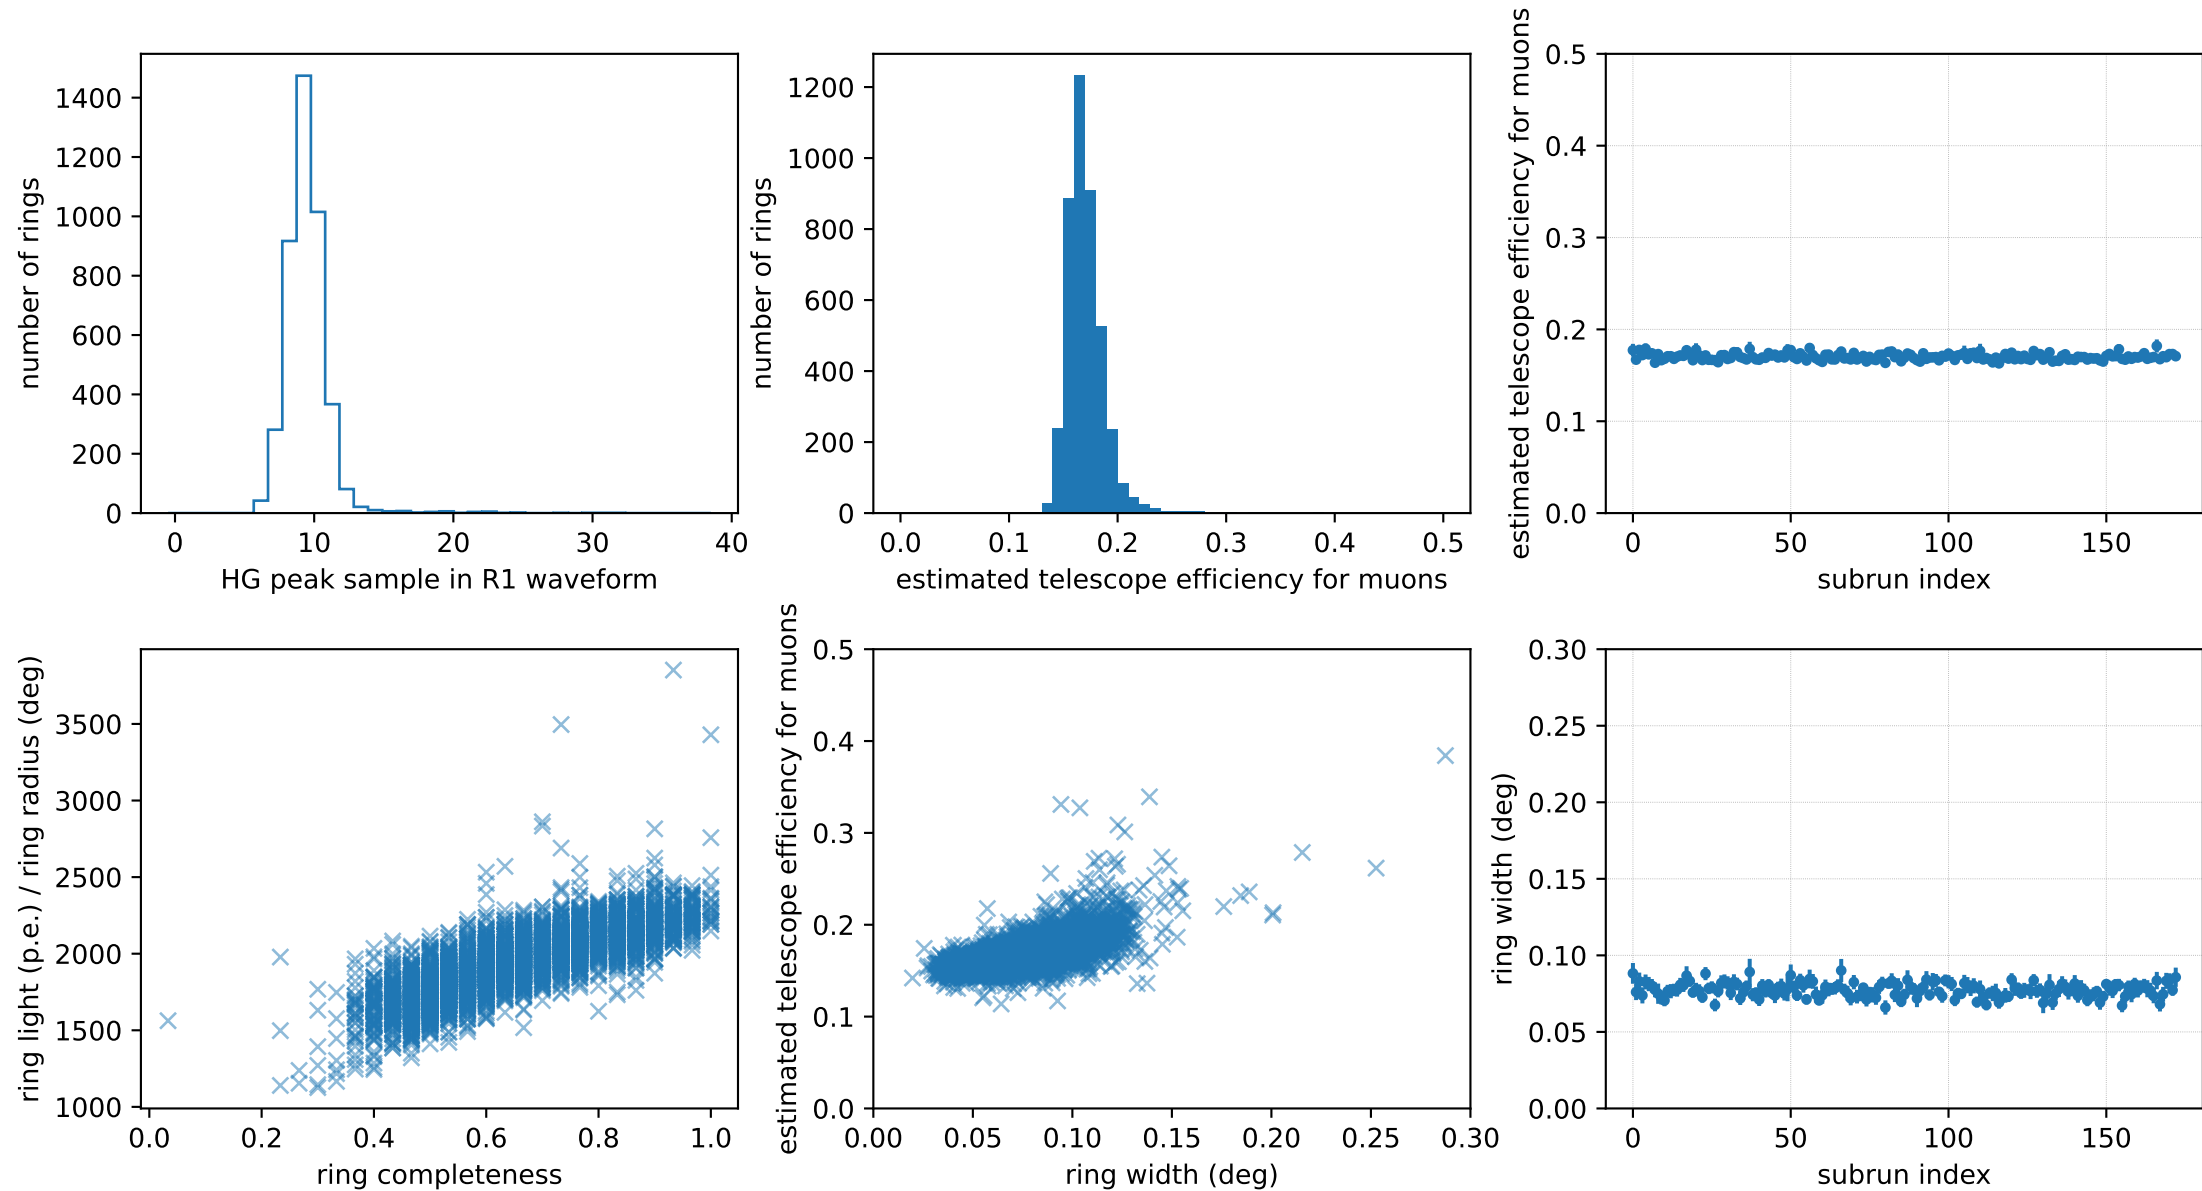 number of rings
1400
1200
1000
800
600
400
200
0
0 10 20 30 40
HG peak sample in R1 waveform
number of rings
1200
1000
800
600
400
200
0
0.0 0.1 0.2 0.3 0.4 0.5
estimated telescope efficiency for muons
estimated telescope efficiency for muons
0.5
0.4
0.3
0.2
0.1
0.0
0 50 100 150
subrun index
ring light (p.e.) / ring radius (deg)
3500
3000
2500
2000
1500
1000
0.0 0.2 0.4 0.6 0.8 1.0
ring completeness
estimated telescope efficiency for muons
0.5
0.4
0.3
0.2
0.1
0.0
0.00 0.05 0.10 0.15 0.20 0.25 0.30
ring width (deg)
ring width (deg)
0.30
0.25
0.20
0.15
0.10
0.05
0.00
0 50 100 150
subrun index